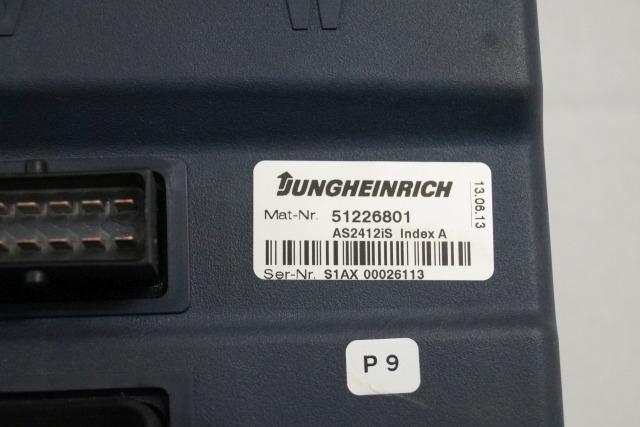 JUNGHEINRICH
13.06.13
Mat-Nr. 51226801
AS2412iS Index A
Ser-Nr. S1AX 00026113
P 9